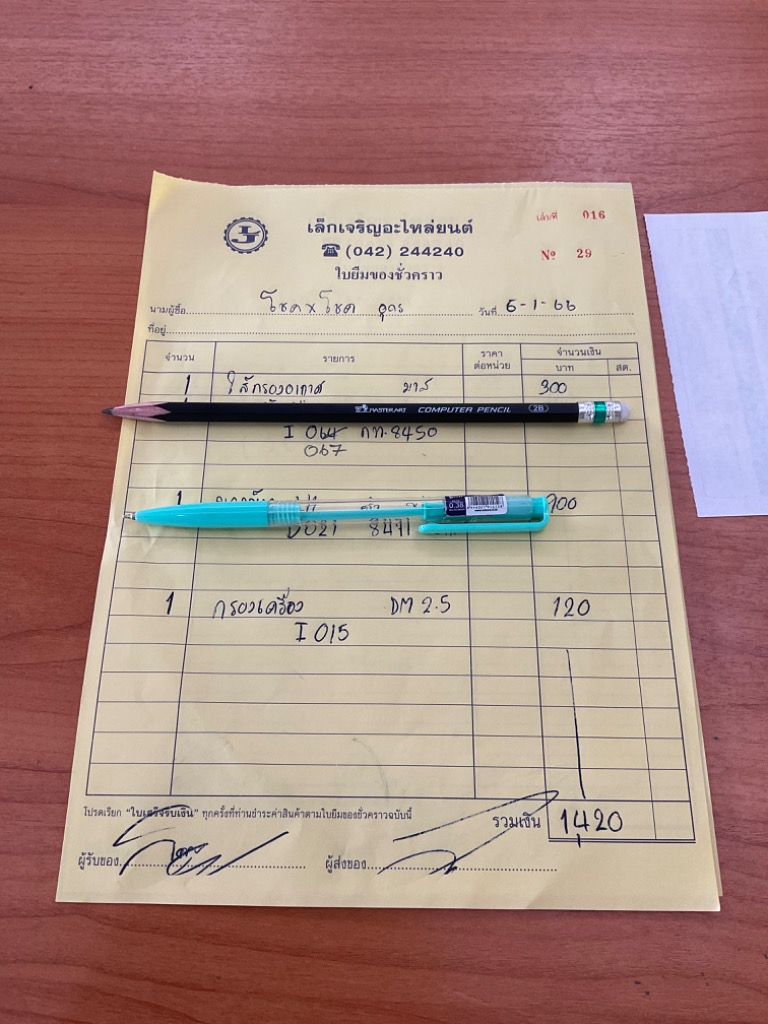 เล็กเจริญอะไหล่ยนต์
เล่มที่ 016
☎ (042) 244240
№ 29
ใบยืมของชั่วคราว
นามผู้ซื้อ โชค x โชค อุดร วันที่ 6-1-66
ที่อยู่
จำนวน รายการ ราคาต่อหน่วย จำนวนเงิน
บาท สต.
1 ไส้กรองอากาศ 300
MASTERART COMPUTER PENCIL 2B
I 064 กท.8450
067
1
0.38
8471
1 กรองเครื่อง DM 2.5 120
I 015
โปรดเรียก "ใบเสร็จรับเงิน" ทุกครั้งที่ท่านชำระค่าสินค้าตามใบยืมของชั่วคราวฉบับนี้
รวมเงิน 1420
ผู้รับของ ผู้ส่งของ